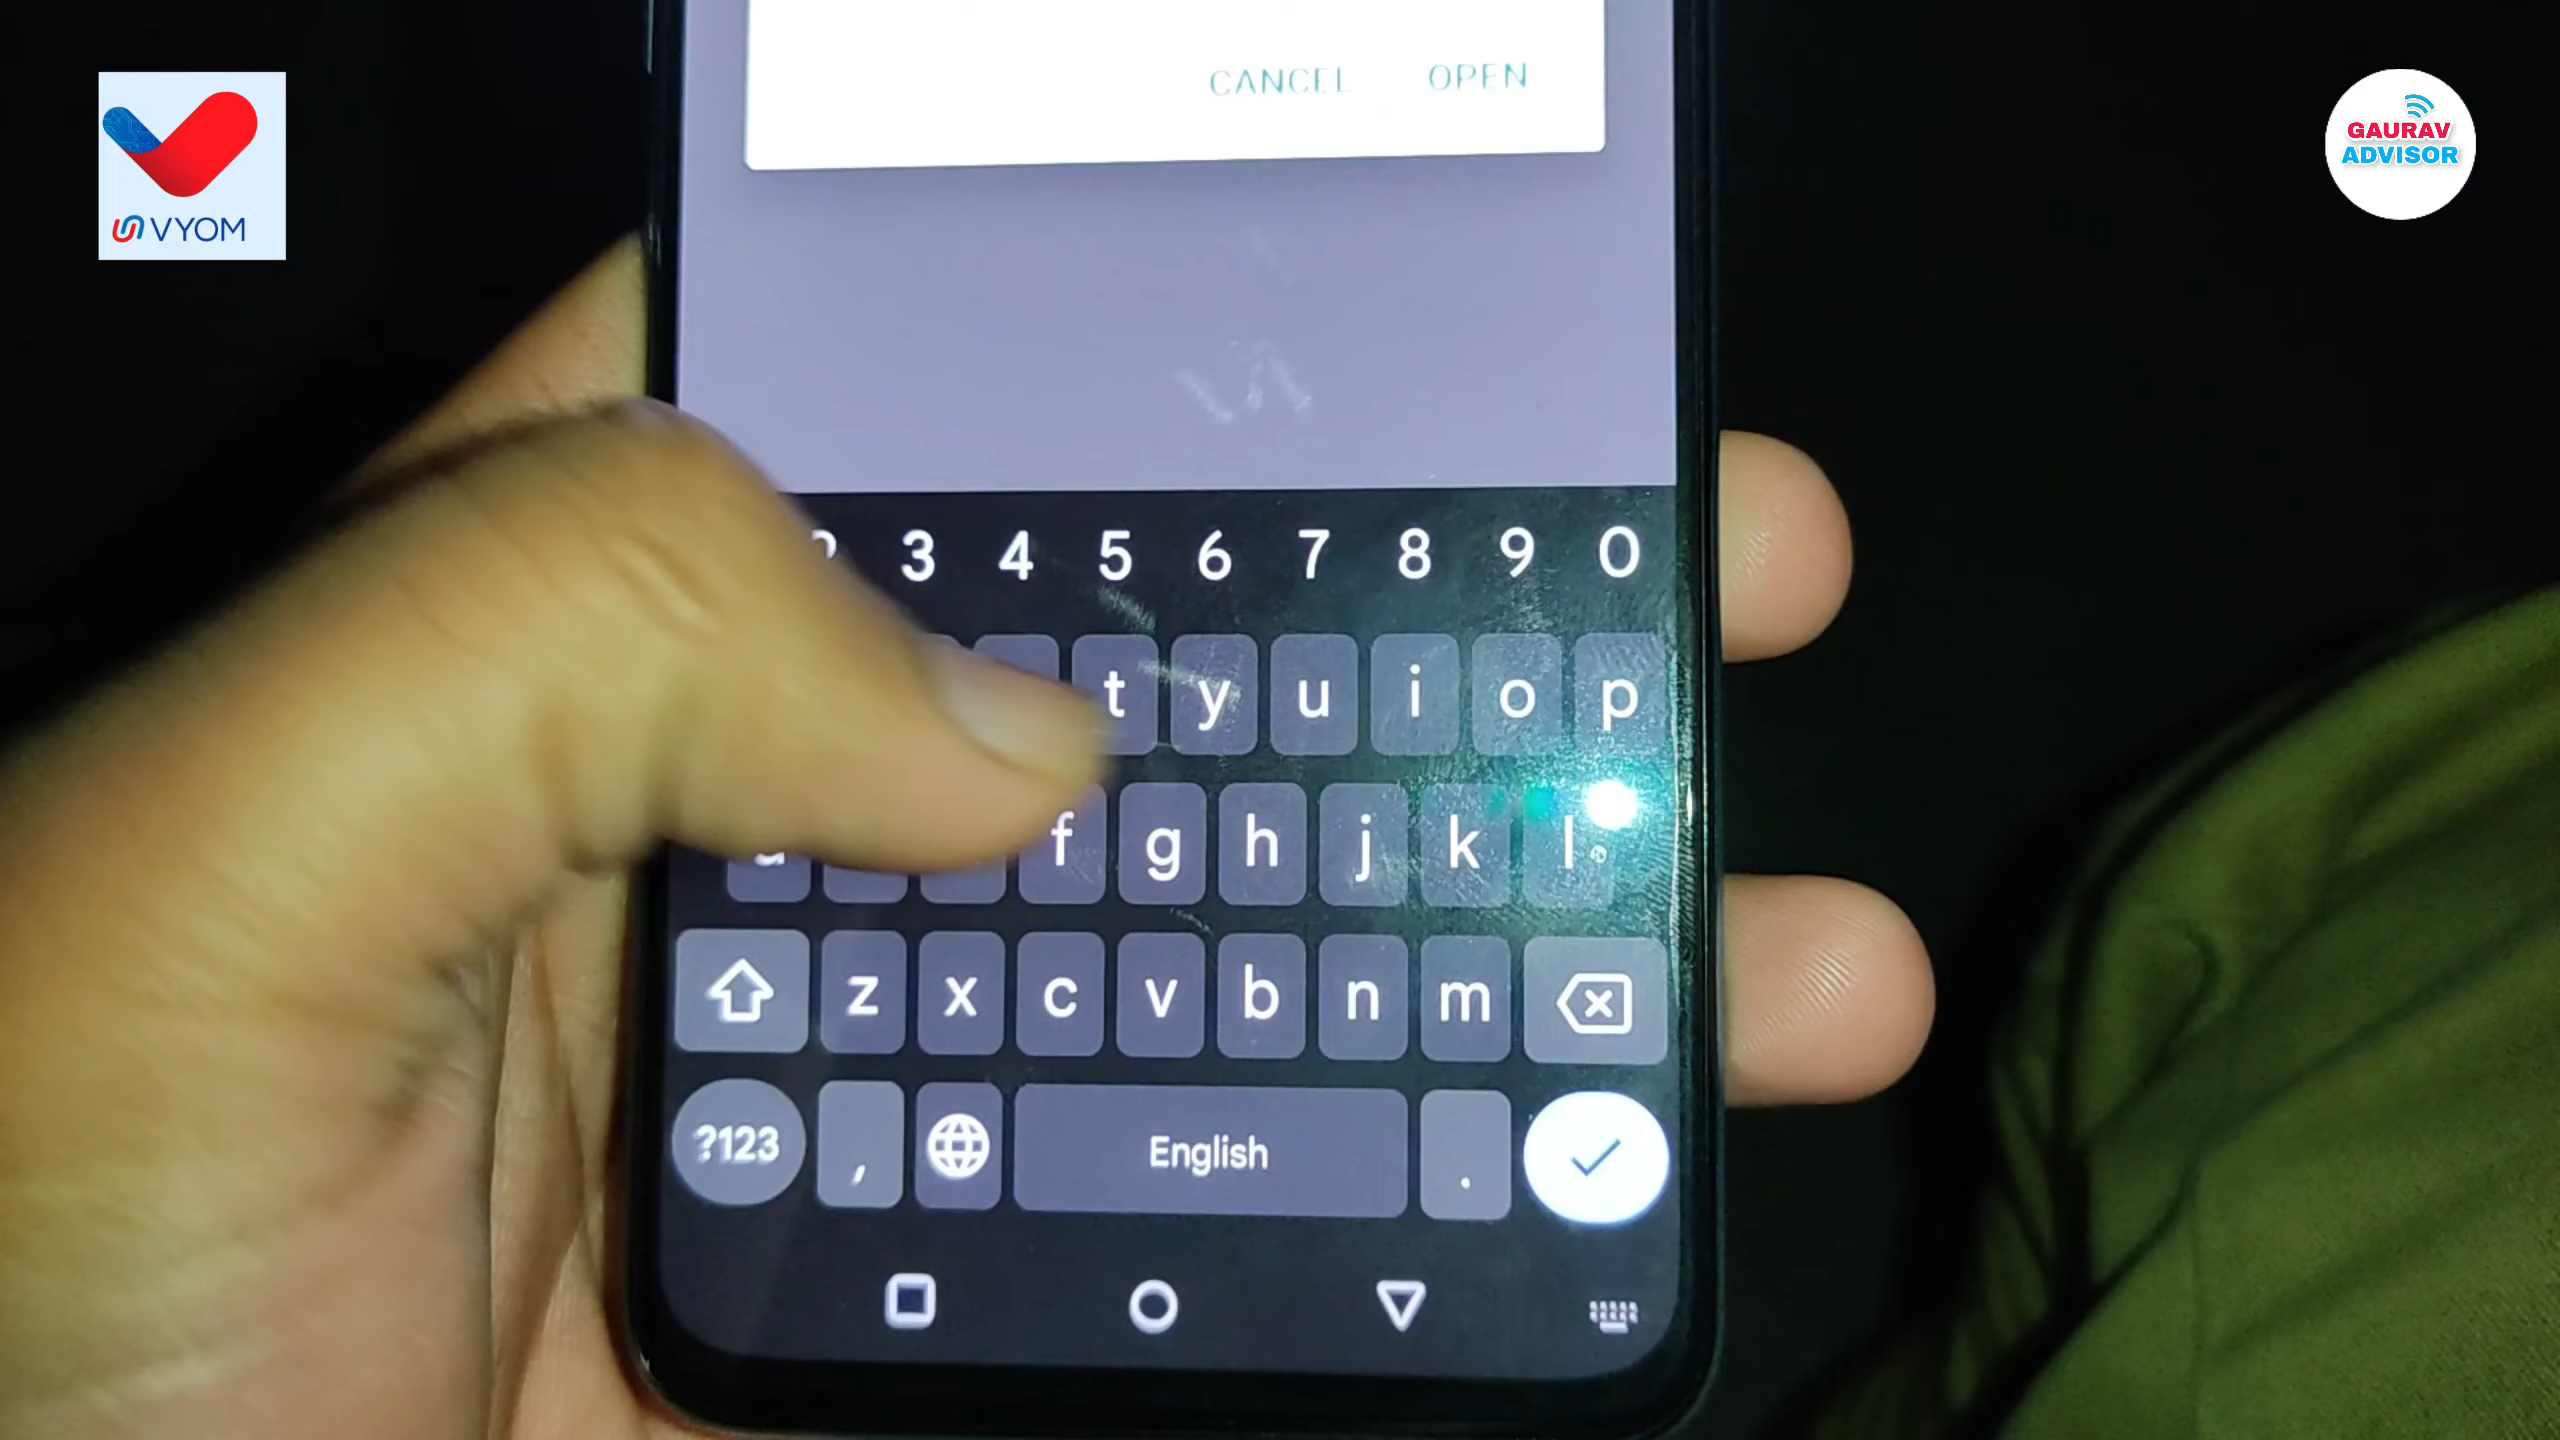 VYOM
GAURAV
ADVISOR
CANCEL OPEN
3 4 5 6 7 8 9 0
t y u i o p
f g h j k l
z x c v b n m
?123 , English .